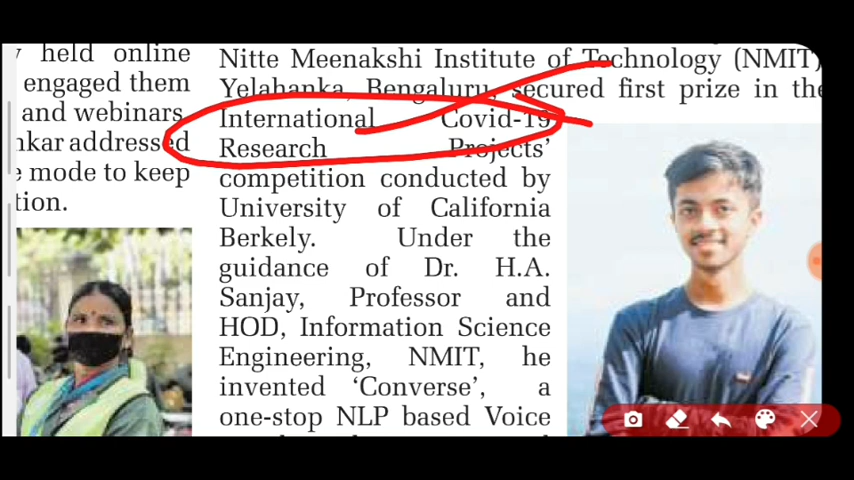 held online
engaged them
and webinars.
nkar addressed
e mode to keep
tion.
Nitte Meenakshi Institute of Technology (NMIT)
Yelahanka, Bengaluru, secured first prize in the
International Covid-19
Research Projects’
competition conducted by
University of California
Berkely. Under the
guidance of Dr. H.A.
Sanjay, Professor and
HOD, Information Science
Engineering, NMIT, he
invented ‘Converse’, a
one-stop NLP based Voice